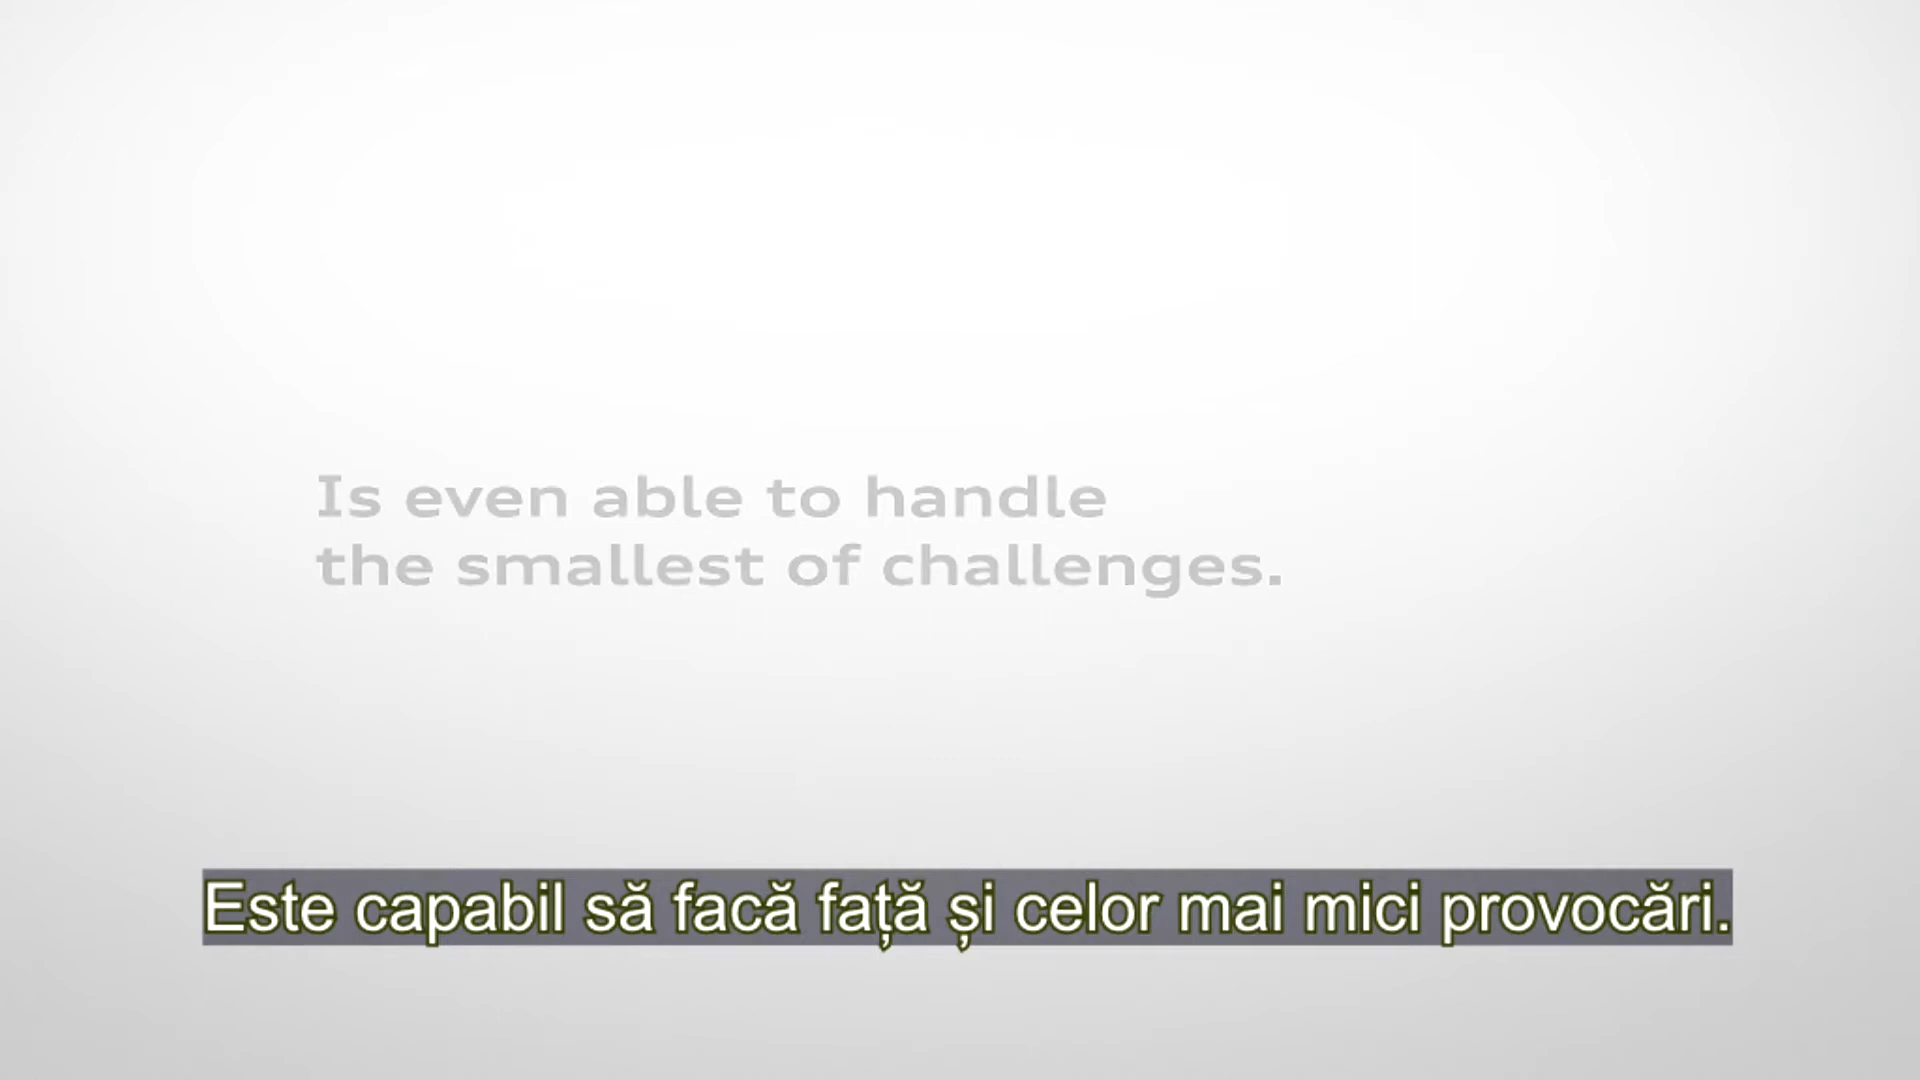 Is even able to handle
the smallest of challenges.
Este capabil să facă față și celor mai mici provocări.